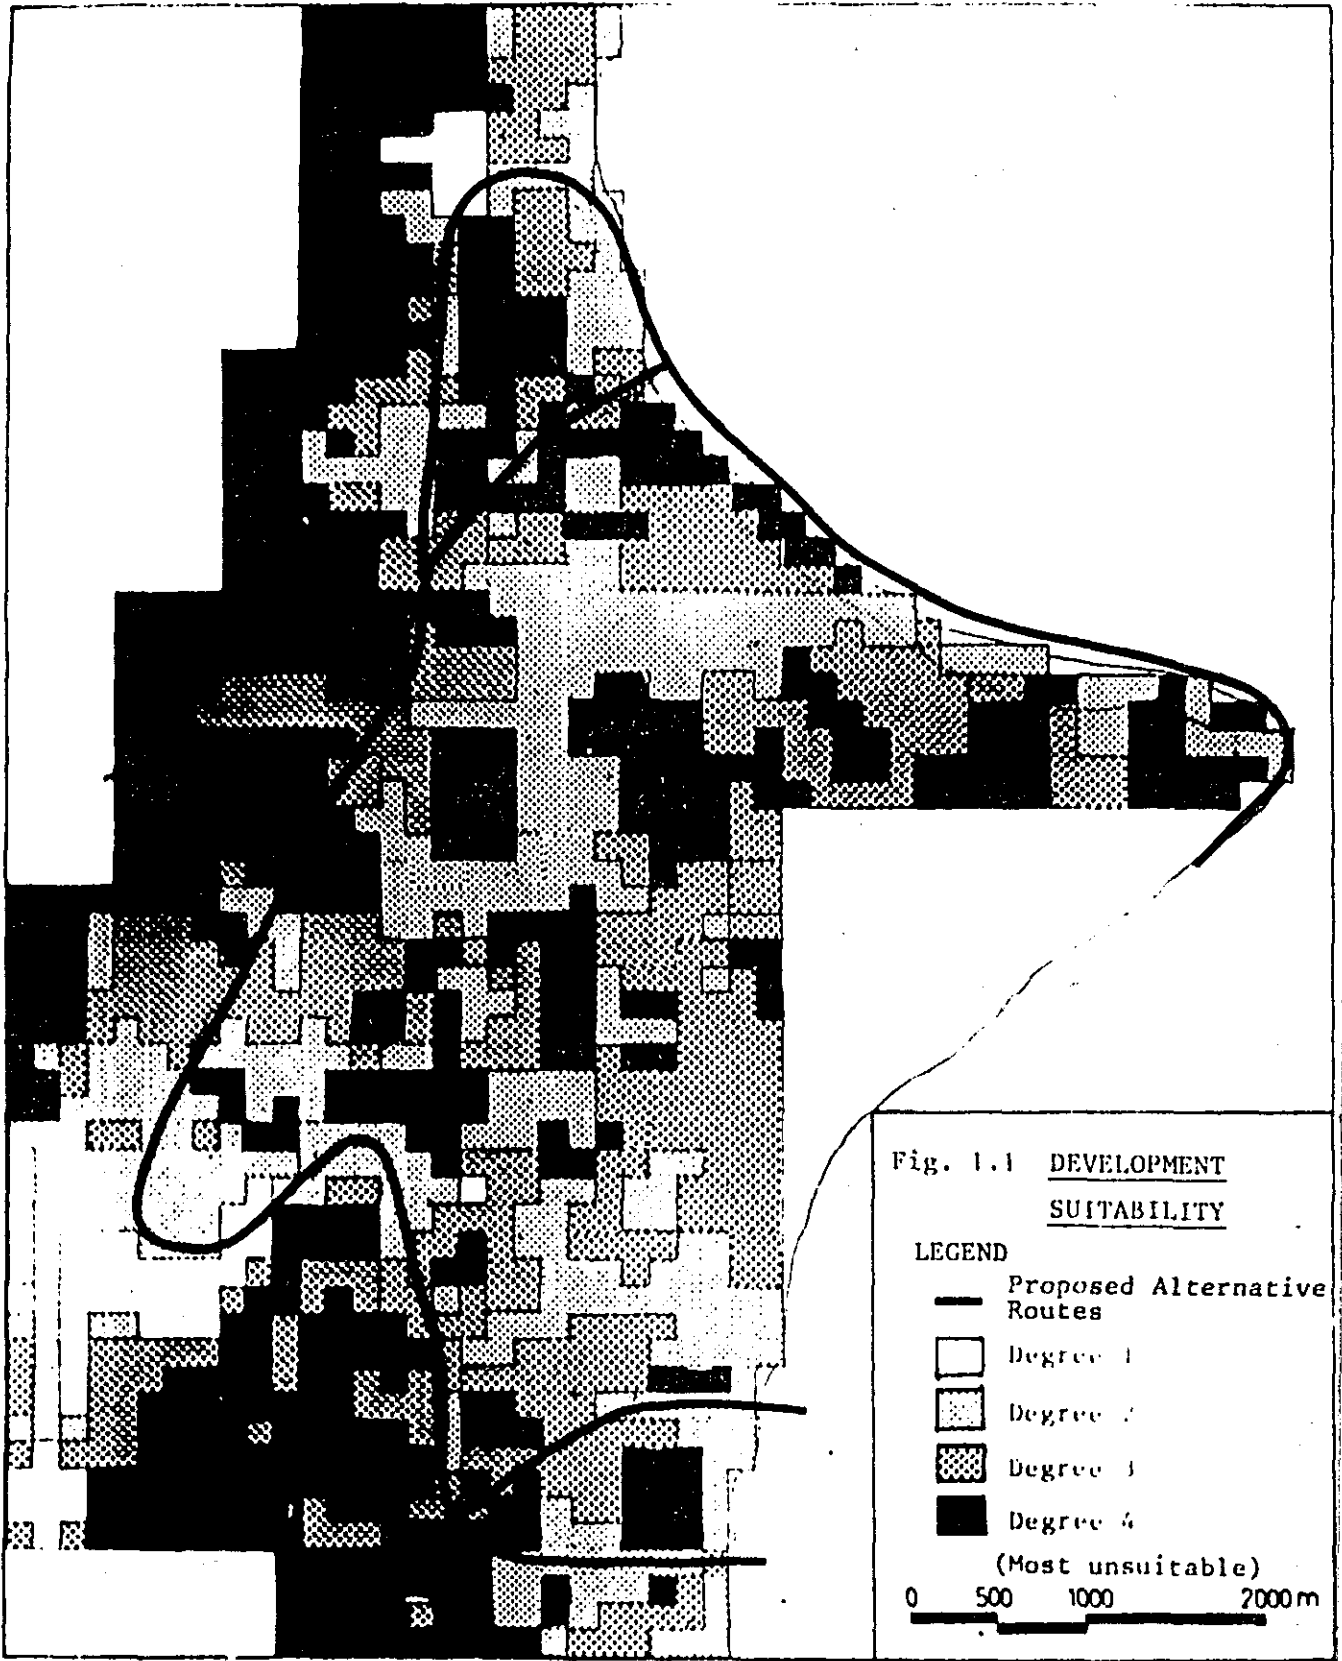 Fig. 1.1 DEVELOPMENT
SUITABILITY
LEGEND
Proposed Alternative
Routes
Degree 1
Degree 2
Degree 3
Degree 4
(Most unsuitable)
0 500 1000 2000 m